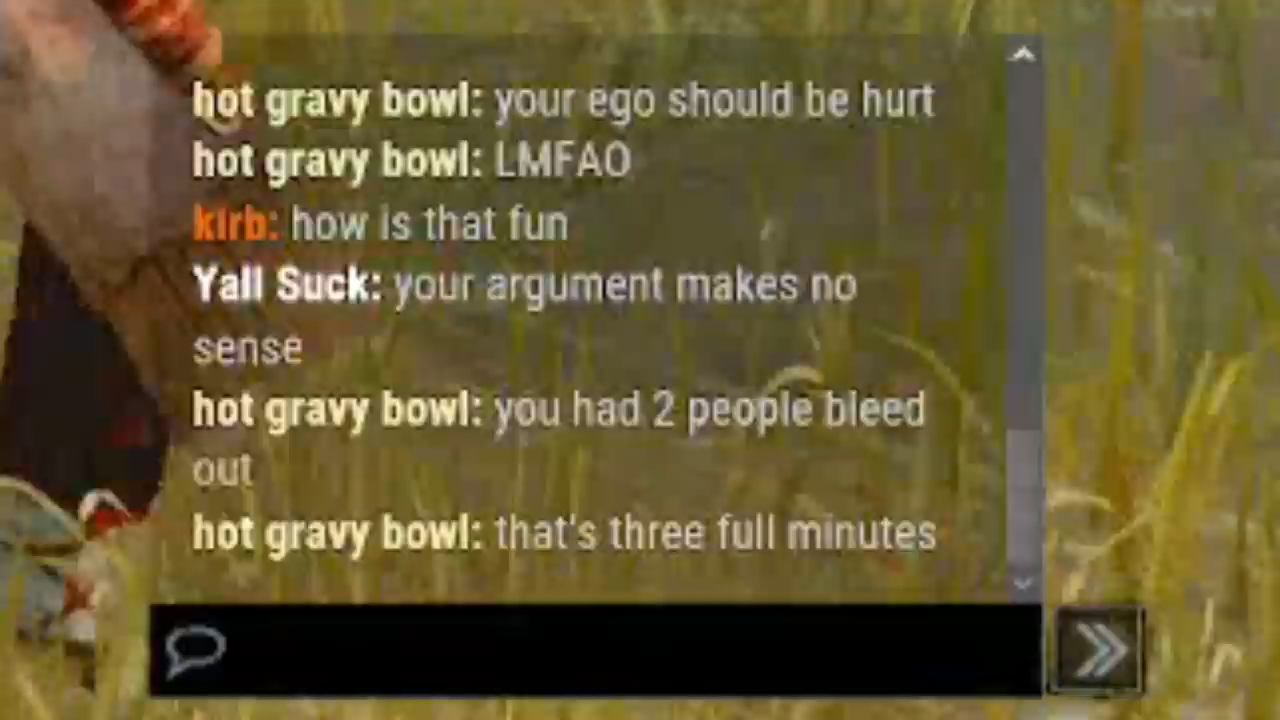 hot gravy bowl: your ego should be hurt
hot gravy bowl: LMFAO
kirb: how is that fun
Yall Suck: your argument makes no
sense
hot gravy bowl: you had 2 people bleed
out
hot gravy bowl: that's three full minutes